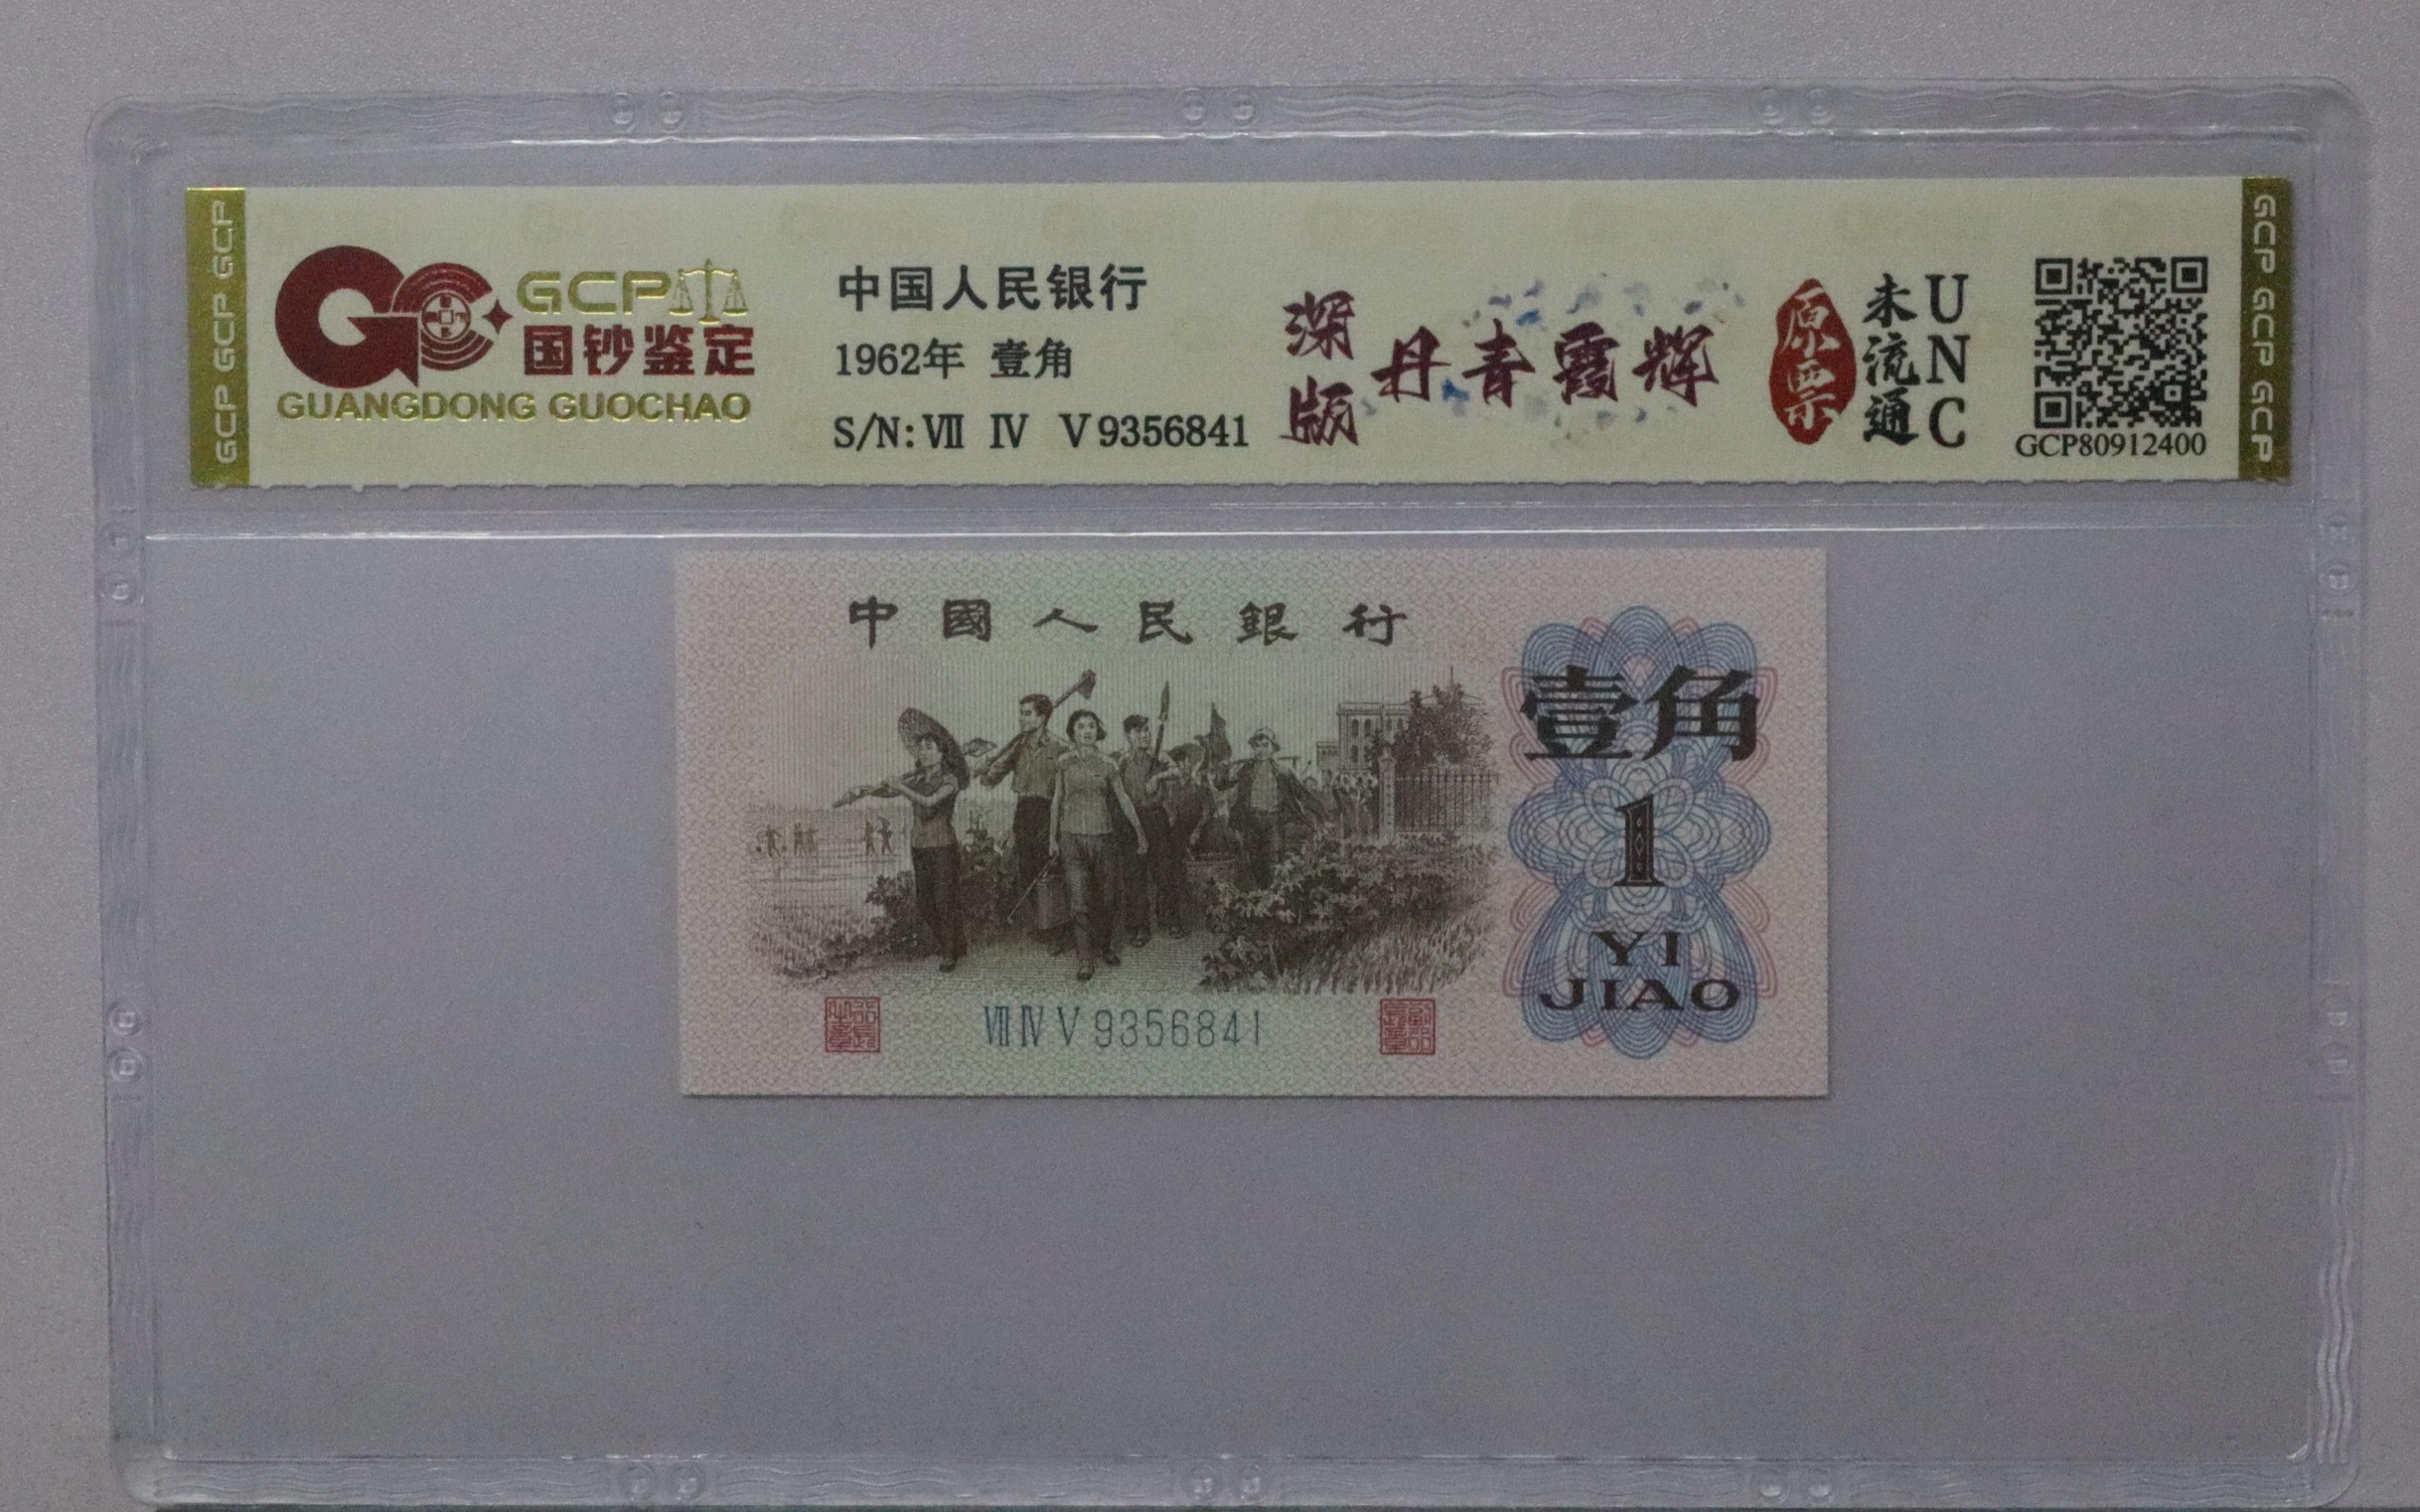 GCP GCP GCP
GCP
国钞鉴定
GUANGDONG GUOCHAO
中国人民银行
1962年 壹角
S/N: Ⅶ Ⅳ Ⅴ 9356841
深版
丹青霞辉
原票
未流通
UNC
GCP80912400
GCP GCP GCP
中國人民銀行
壹角
1
YI
JIAO
Ⅶ Ⅳ Ⅴ 9356841